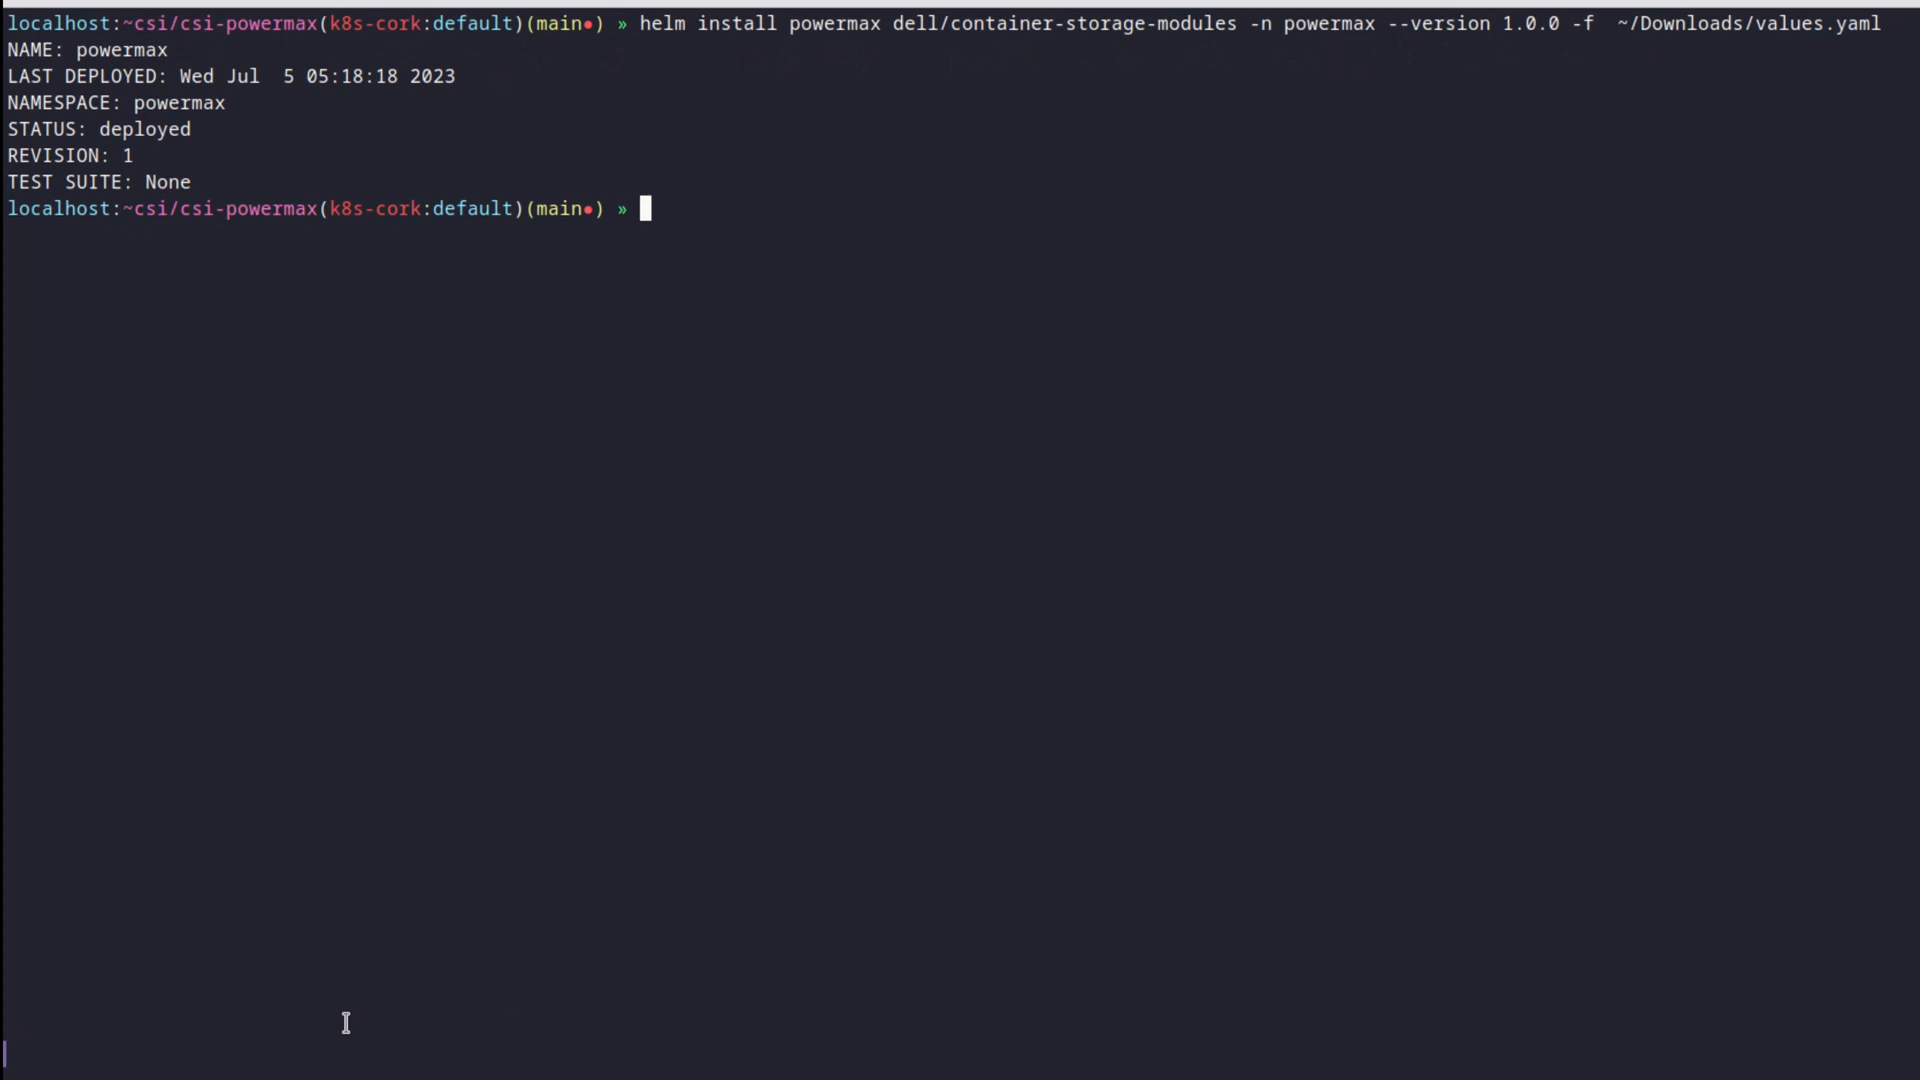 localhost:~csi/csi-powermax(k8s-cork:default)(main●) » helm install powermax dell/container-storage-modules -n powermax --version 1.0.0 -f  ~/Downloads/values.yaml
NAME: powermax
LAST DEPLOYED: Wed Jul  5 05:18:18 2023
NAMESPACE: powermax
STATUS: deployed
REVISION: 1
TEST SUITE: None
localhost:~csi/csi-powermax(k8s-cork:default)(main●) »